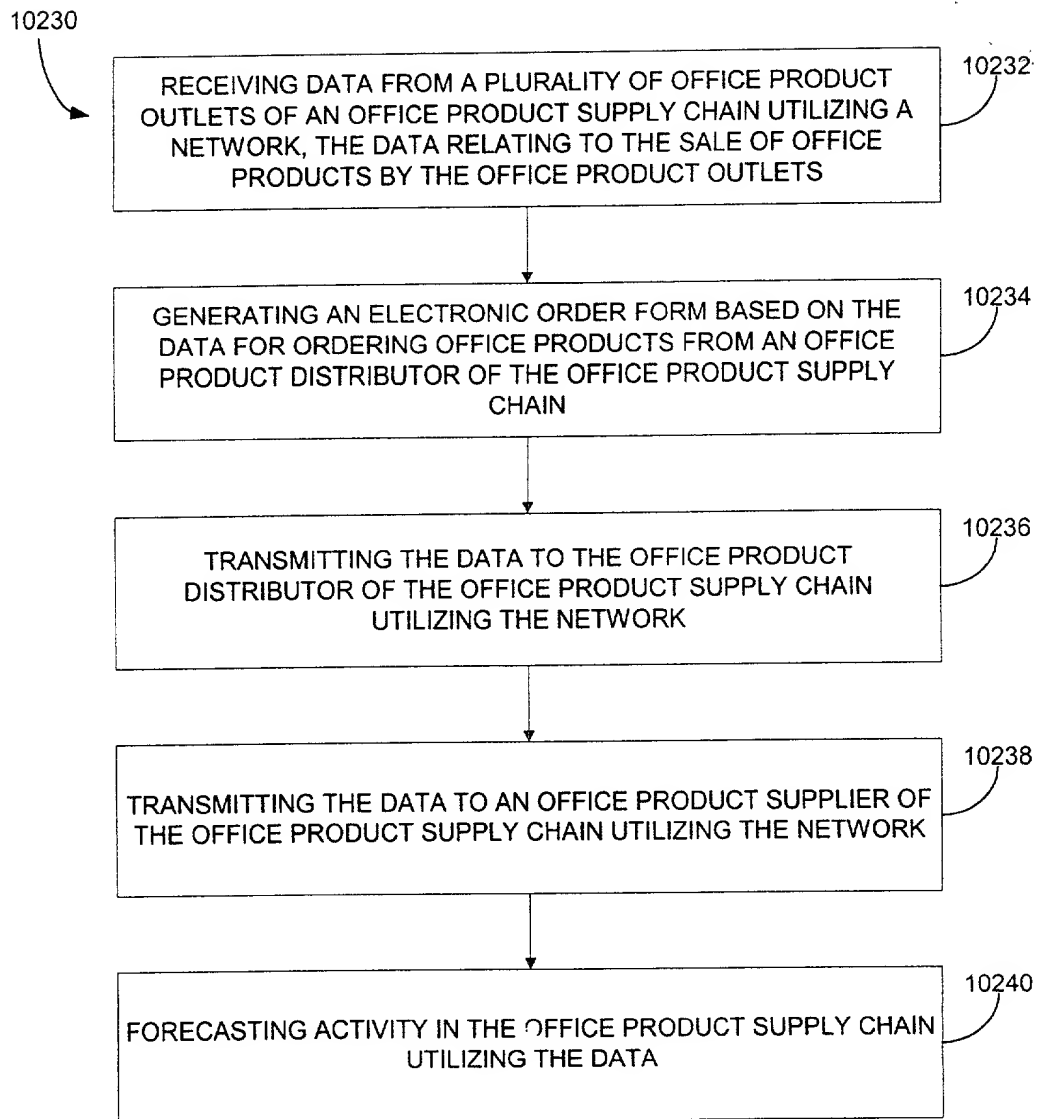 10230
10232
RECEIVING DATA FROM A PLURALITY OF OFFICE PRODUCT
OUTLETS OF AN OFFICE PRODUCT SUPPLY CHAIN UTILIZING A
NETWORK, THE DATA RELATING TO THE SALE OF OFFICE
PRODUCTS BY THE OFFICE PRODUCT OUTLETS
10234
GENERATING AN ELECTRONIC ORDER FORM BASED ON THE
DATA FOR ORDERING OFFICE PRODUCTS FROM AN OFFICE
PRODUCT DISTRIBUTOR OF THE OFFICE PRODUCT SUPPLY
CHAIN
10236
TRANSMITTING THE DATA TO THE OFFICE PRODUCT
DISTRIBUTOR OF THE OFFICE PRODUCT SUPPLY CHAIN
UTILIZING THE NETWORK
10238
TRANSMITTING THE DATA TO AN OFFICE PRODUCT SUPPLIER OF
THE OFFICE PRODUCT SUPPLY CHAIN UTILIZING THE NETWORK
10240
FORECASTING ACTIVITY IN THE OFFICE PRODUCT SUPPLY CHAIN
UTILIZING THE DATA